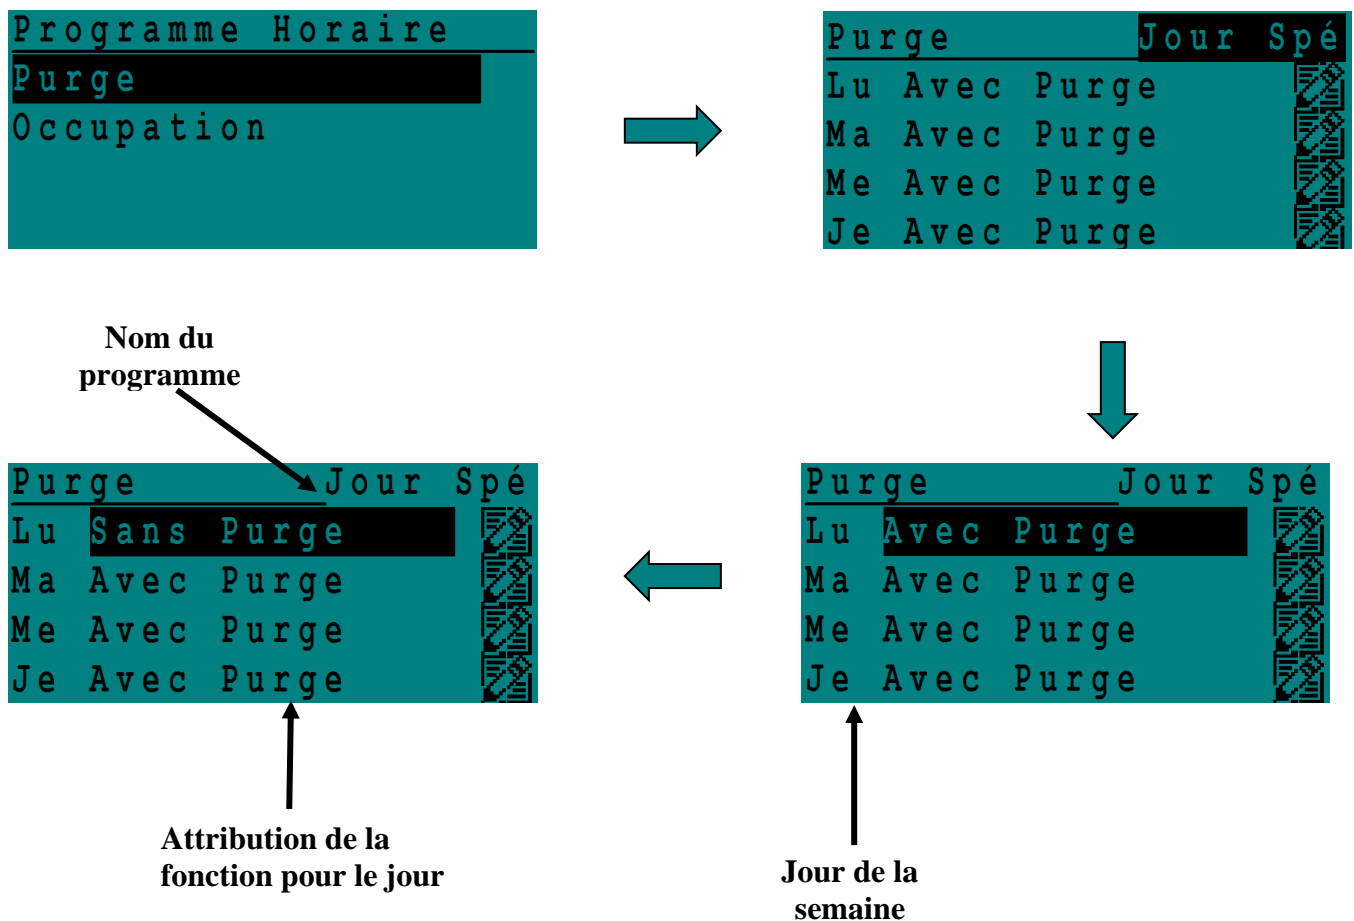 Programme Horaire
Purge
Occupation
Purge Jour Spé
Lu Avec Purge
Ma Avec Purge
Me Avec Purge
Je Avec Purge
Nom du
programme
Purge Jour Spé
Lu Sans Purge
Ma Avec Purge
Me Avec Purge
Je Avec Purge
Purge Jour Spé
Lu Avec Purge
Ma Avec Purge
Me Avec Purge
Je Avec Purge
Attribution de la
fonction pour le jour
Jour de la
semaine